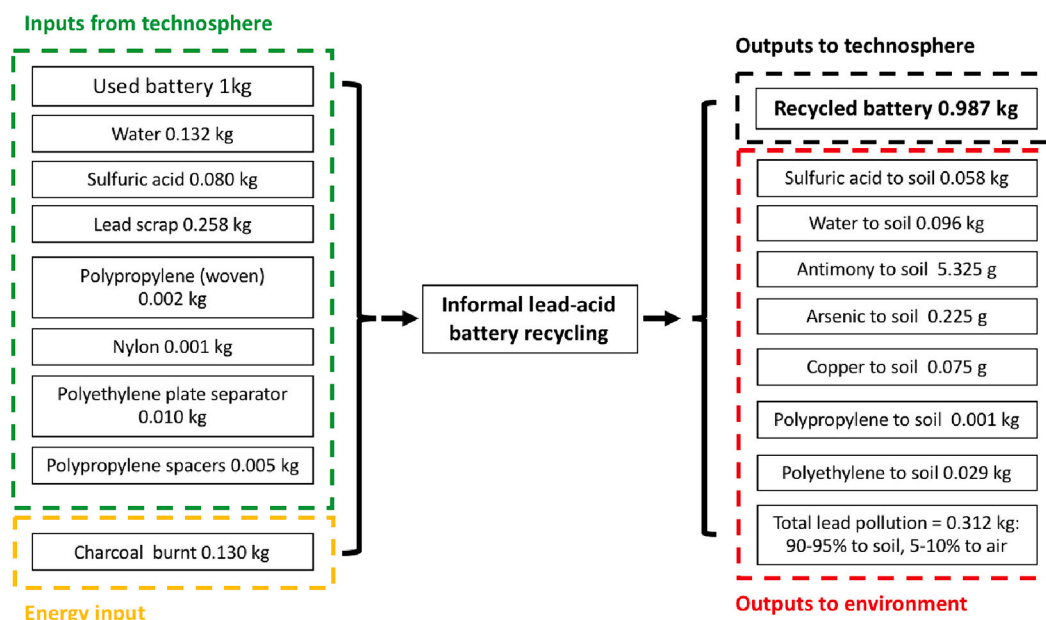 Inputs from technosphere
Used battery 1kg
Water 0.132 kg
Sulfuric acid 0.080 kg
Lead scrap 0.258 kg
Polypropylene (woven)
0.002 kg
Nylon 0.001 kg
Polyethylene plate separator
0.010 kg
Polypropylene spacers 0.005 kg
Charcoal burnt 0.130 kg
Energy input
Informal lead-acid
battery recycling
Outputs to technosphere
Recycled battery 0.987 kg
Sulfuric acid to soil 0.058 kg
Water to soil 0.096 kg
Antimony to soil 5.325 g
Arsenic to soil 0.225 g
Copper to soil 0.075 g
Polypropylene to soil 0.001 kg
Polyethylene to soil 0.029 kg
Total lead pollution = 0.312 kg:
90-95% to soil, 5-10% to air
Outputs to environment